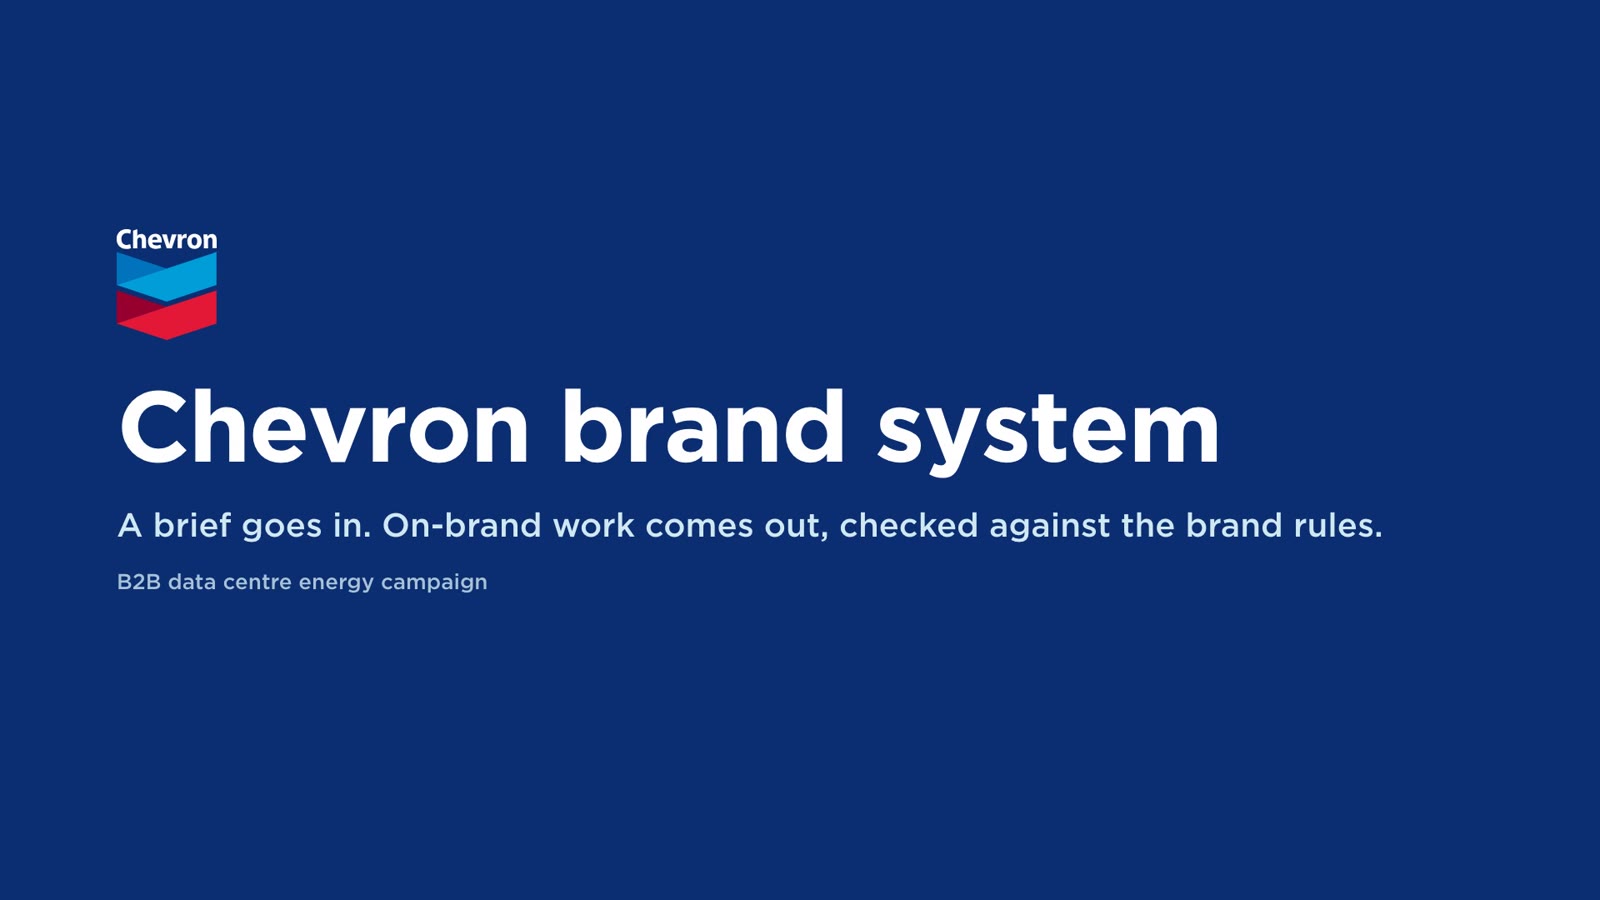 Chevron
Chevron brand system
A brief goes in. On-brand work comes out, checked against the brand rules.
B2B data centre energy campaign